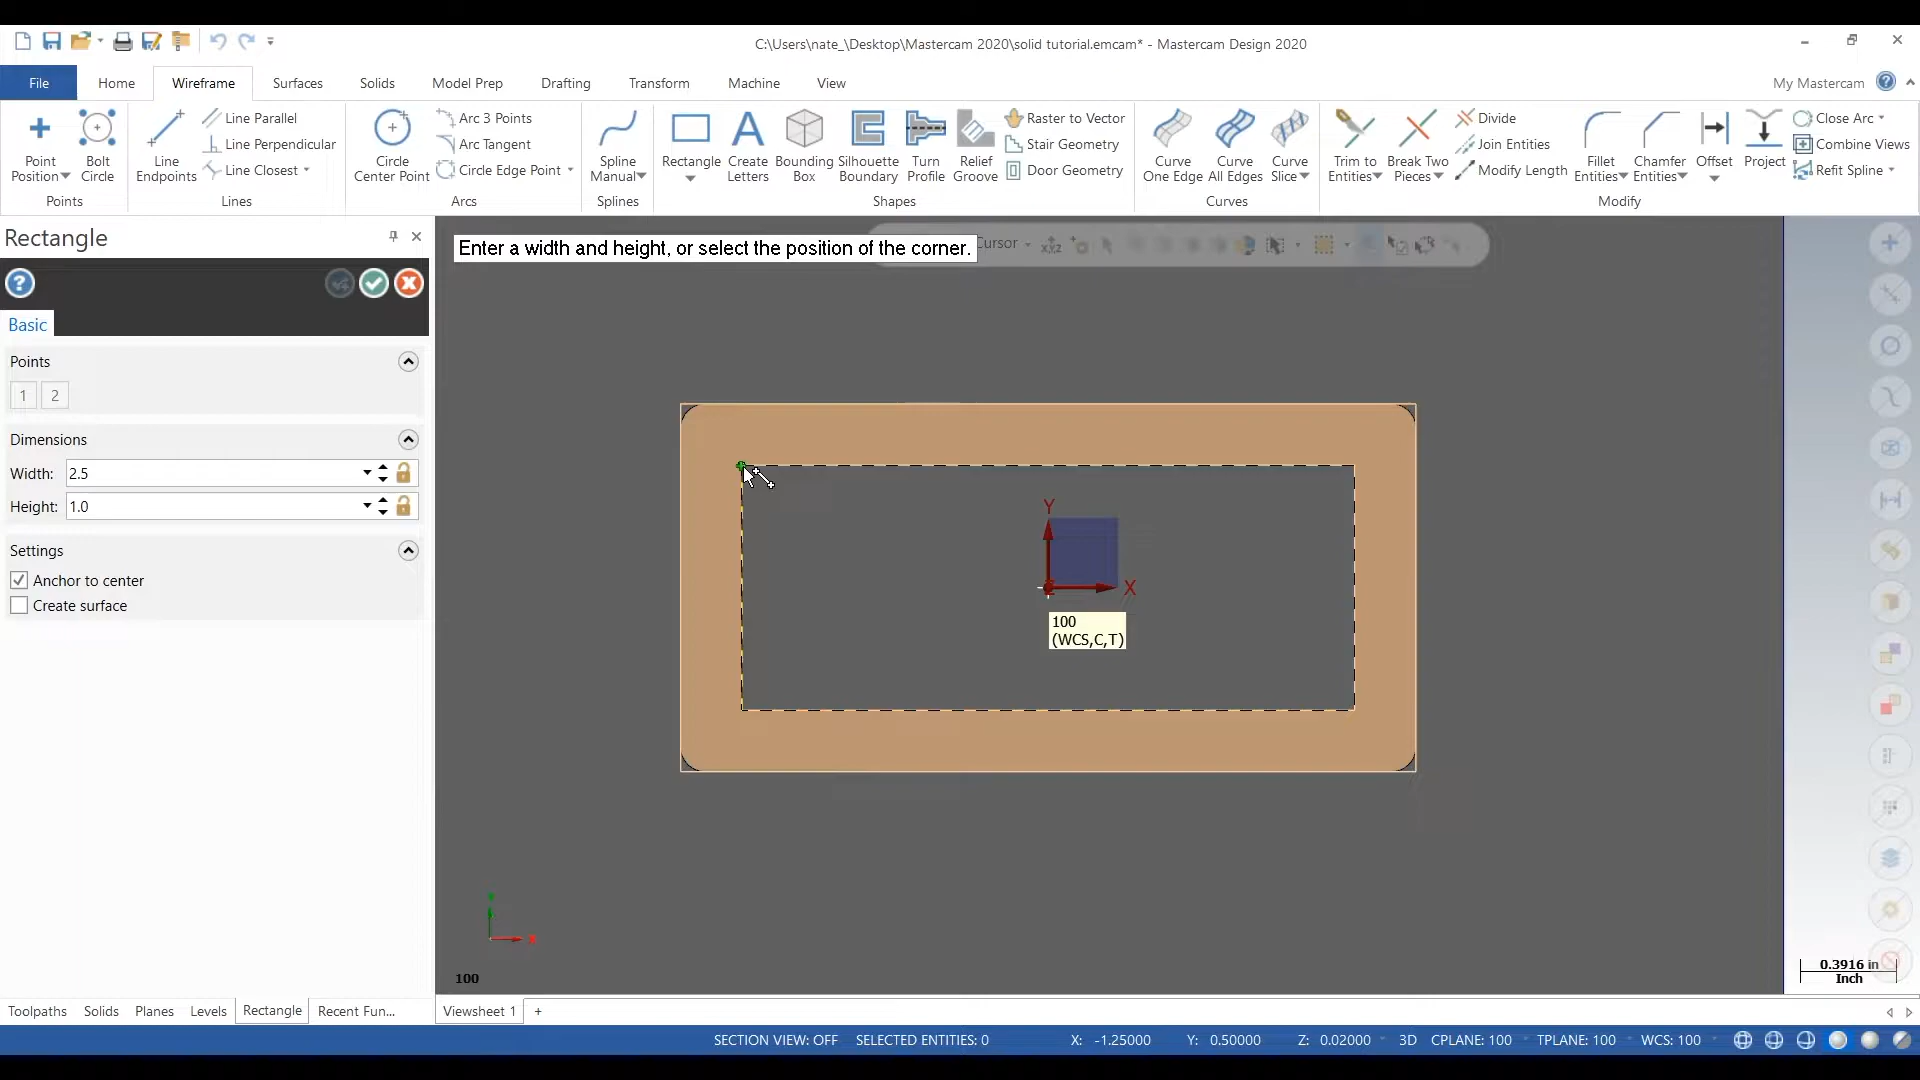 C:\Users\nate_\Desktop\Mastercam 2020\solid tutorial.emcam* - Mastercam Design 2020
File
Home
Wireframe
Surfaces
Solids
Model Prep
Drafting
Transform
Machine
View
My Mastercam
Point Position
Bolt Circle
Points
Line Endpoints
Line Parallel
Line Perpendicular
Line Closest
Lines
Circle Center Point
Arc 3 Points
Arc Tangent
Circle Edge Point
Arcs
Spline Manual
Splines
Rectangle
Create Letters
Bounding Box
Silhouette Boundary
Turn Profile
Relief Groove
Raster to Vector
Stair Geometry
Door Geometry
Shapes
Curve One Edge
Curve All Edges
Curve Slice
Curves
Trim to Entities
Break Two Pieces
Divide
Join Entities
Modify Length
Fillet Entities
Chamfer Entities
Offset
Project
Close Arc
Combine Views
Refit Spline
Modify
Rectangle
Basic
Points
1 2
Dimensions
Width: 2.5
Height: 1.0
Settings
Anchor to center
Create surface
Enter a width and height, or select the position of the corner.
Cursor
Y
X
100
(WCS,C,T)
100
0.3916 in
Inch
Toolpaths
Solids
Planes
Levels
Rectangle
Recent Fun...
Viewsheet 1
+
SECTION VIEW: OFF SELECTED ENTITIES: 0 X: -1.25000 Y: 0.50000 Z: 0.02000 3D CPLANE: 100 TPLANE: 100 WCS: 100